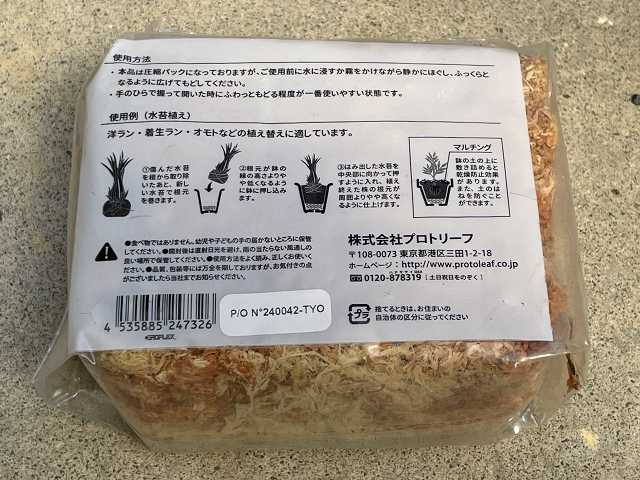 使用方法
・本品は圧縮パックになっておりますが、ご使用前に水に浸すか霧をかけながら静かにほぐし、ふっくらと
なるように広げてもどしてください。
・手のひらで握って開いた時にふわっともどる程度が一番使いやすい状態です。
使用例（水苔植え）
洋ラン・着生ラン・オモトなどの植え替えに適しています。
①傷んだ水苔
を根から取り除
いたあと、新し
い水苔で根元
を巻きます。
②根元が鉢の
縁の高さよりや
や低くなるよう
に鉢に押し込み
ます。
③はみ出した水苔を
中央部に向かって押
すように入れ、植え
終えた株の根元が
周囲よりやや高くな
るように仕上げます。
マルチング
鉢の土の上に
敷き詰めると
乾燥防止効果
があります。
また、土のは
ねを防ぐこと
ができます。
●食べ物ではありません。幼児や子どもの手の届かないところに保管
してください。●開封後は直射日光を避け、雨の当たらない風通しの
良い場所で保管してください。●使用方法をよく読み、正しくお使いく
ださい。●品質、包装等には万全を期しておりますが、お気付きの点
がございましたら当社までお知らせください。
株式会社プロトリーフ
〒108-0073 東京都港区三田1-2-18
ホームページ：http://www.protoleaf.co.jp
0120-878319［土日祝日をのぞく］
4 535885 247326
P/O N°240042-TYO
プラ
捨てるときは、お住まいの
自治体の区分に従ってください。